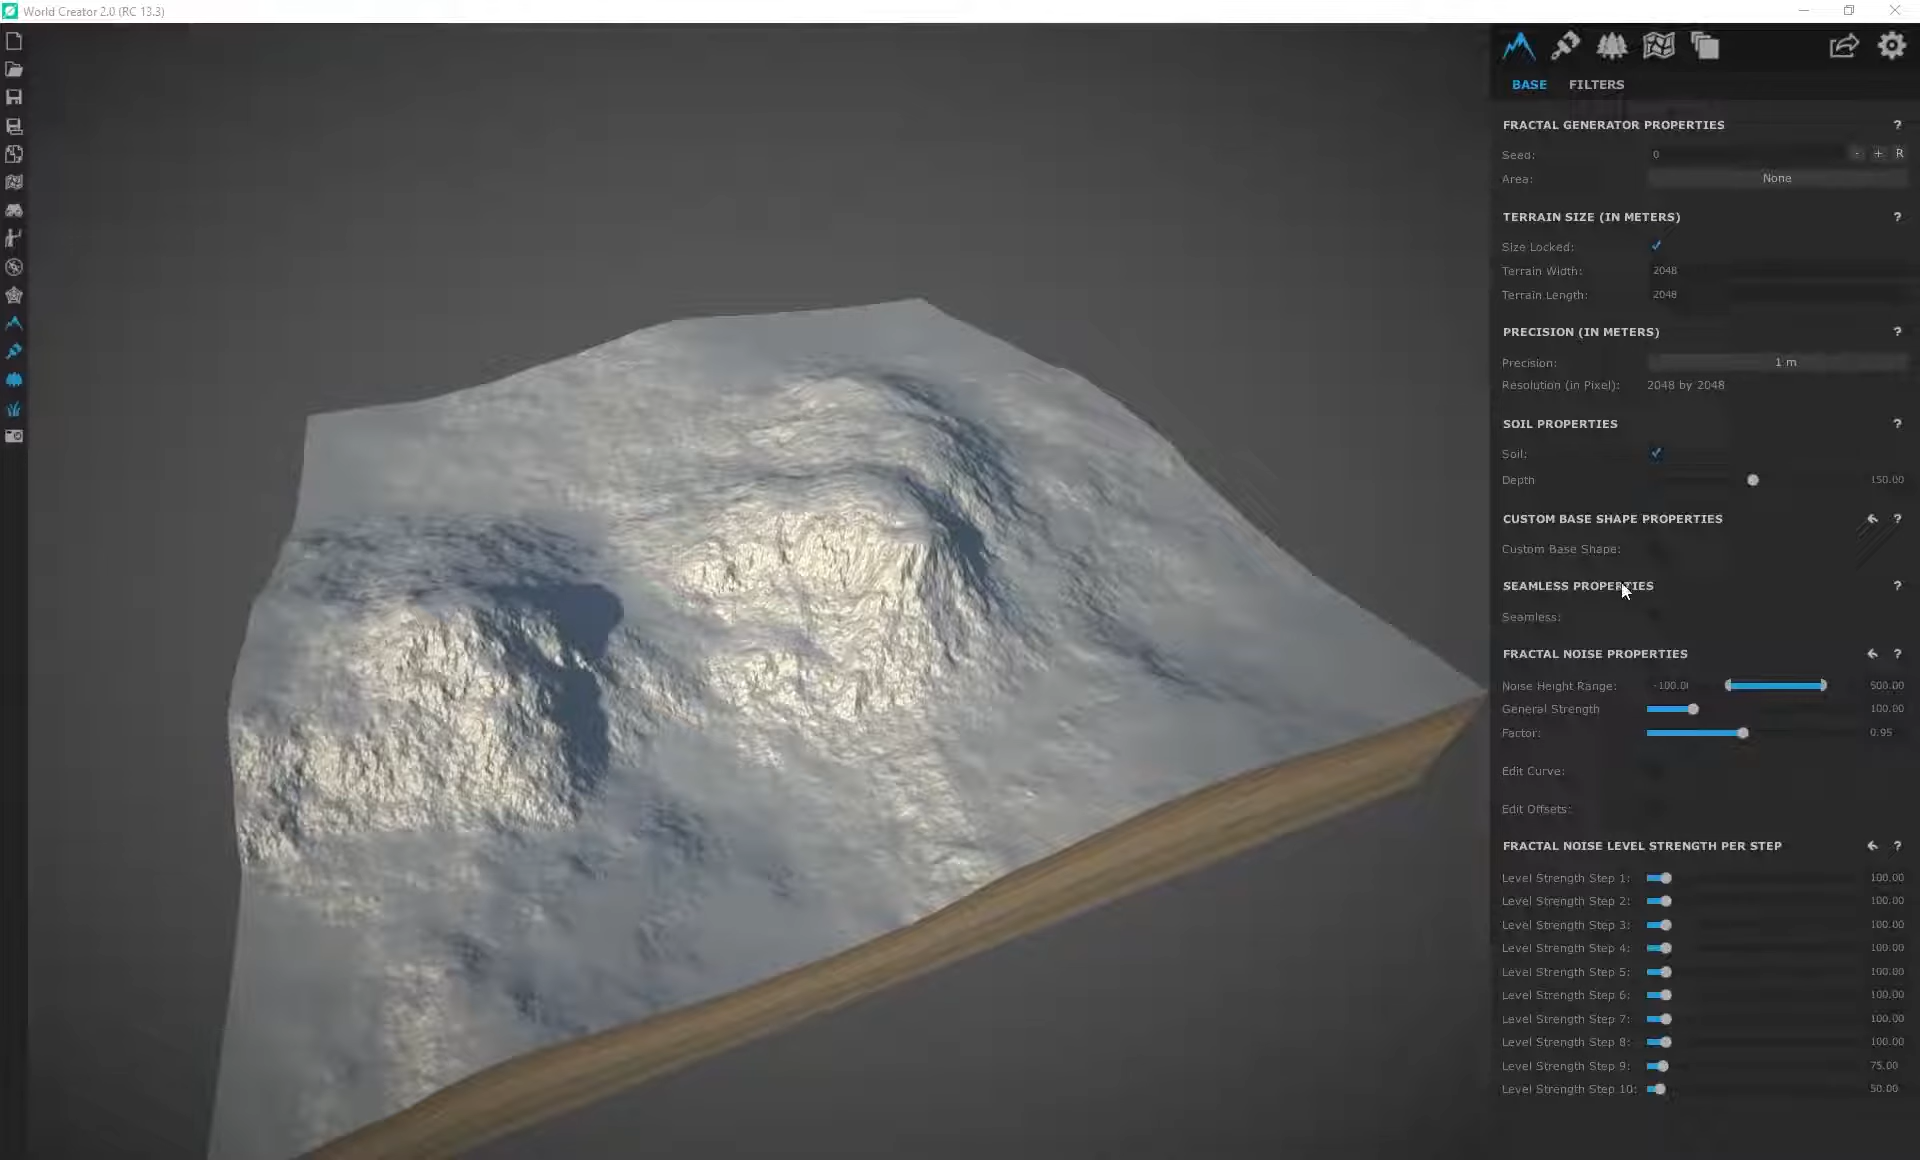 World Creator 2.0 (RC 13.3)
BASE FILTERS
FRACTAL GENERATOR PROPERTIES ?
Seed: 0 - + R
Area: None
TERRAIN SIZE (IN METERS) ?
Size Locked:
Terrain Width: 2048
Terrain Length: 2048
PRECISION (IN METERS) ?
Precision: 1 m
Resolution (in Pixel): 2048 by 2048
SOIL PROPERTIES ?
Soil:
Depth 150.00
CUSTOM BASE SHAPE PROPERTIES ?
Custom Base Shape:
SEAMLESS PROPERTIES ?
Seamless:
FRACTAL NOISE PROPERTIES ?
Noise Height Range: -100.0 500.00
General Strength 100.00
Factor: 0.95
Edit Curve:
Edit Offsets:
FRACTAL NOISE LEVEL STRENGTH PER STEP ?
Level Strength Step 1: 100.00
Level Strength Step 2: 100.00
Level Strength Step 3: 100.00
Level Strength Step 4: 100.00
Level Strength Step 5: 100.00
Level Strength Step 6: 100.00
Level Strength Step 7: 100.00
Level Strength Step 8: 100.00
Level Strength Step 9: 75.00
Level Strength Step 10: 50.00